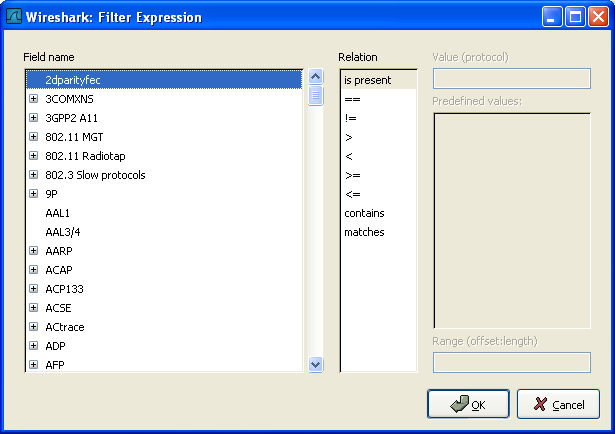 Wireshark: Filter Expression
Field name
2dparityfec
3COMXNS
3GPP2 A11
802.11 MGT
802.11 Radiotap
802.3 Slow protocols
9P
AAL1
AAL3/4
AARP
ACAP
ACP133
ACSE
ACtrace
ADP
AFP
Relation
is present
==
!=
>
<
>=
<=
contains
matches
Value (protocol)
Predefined values:
Range (offset:length)
OK
Cancel